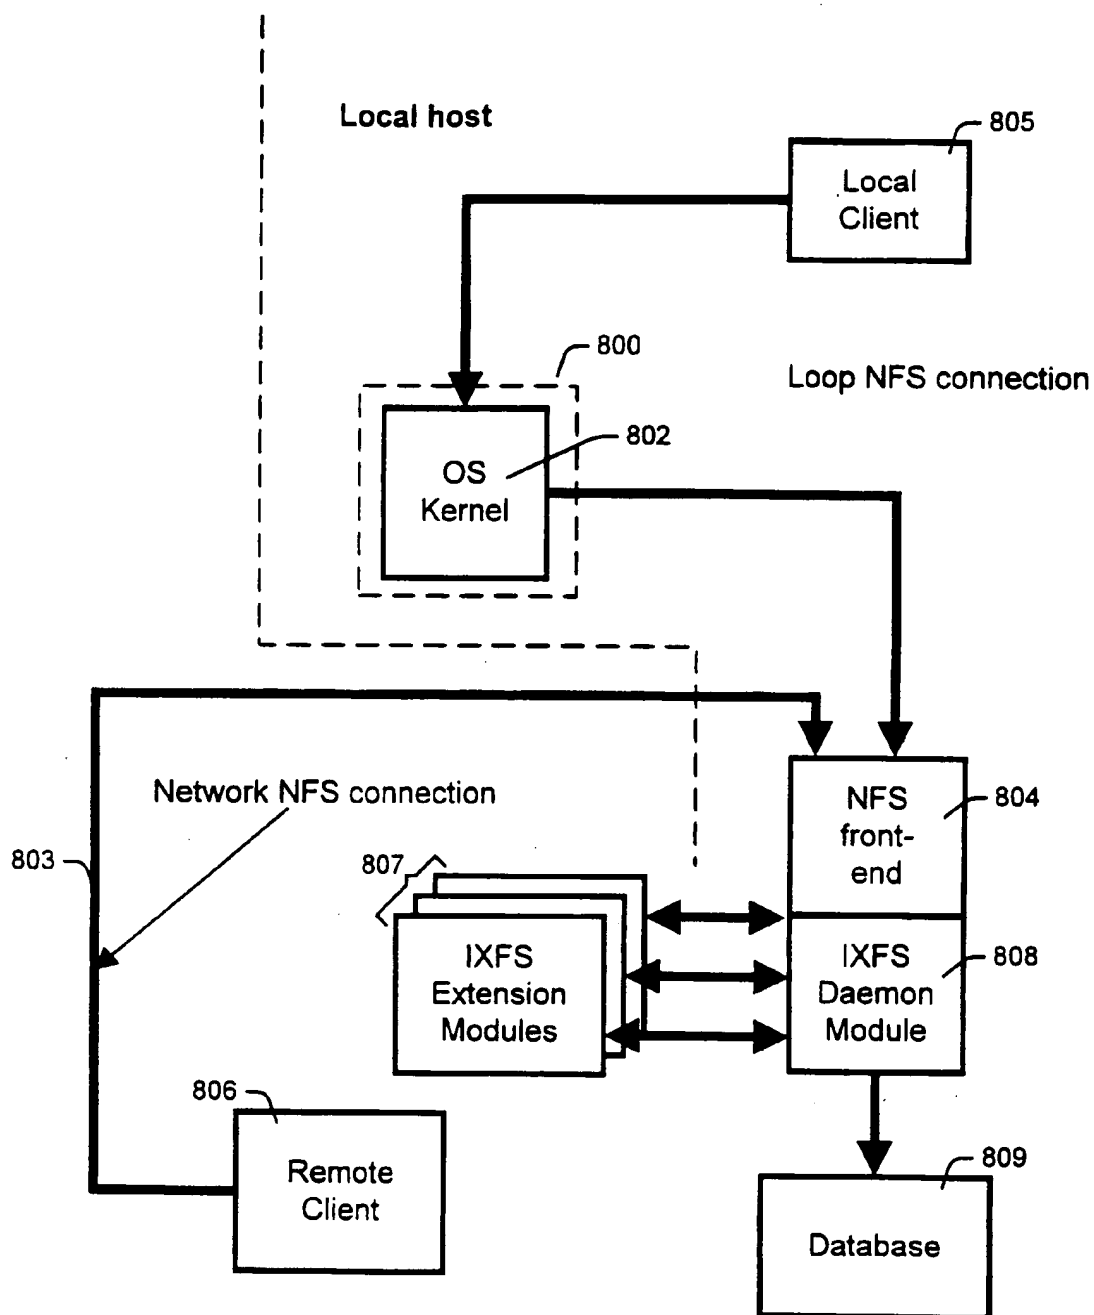 Local host
805
Local
Client
800
Loop NFS connection
802
OS
Kernel
Network NFS connection
NFS
front-
end
804
803
807
IXFS
Extension
Modules
IXFS
Daemon
Module
808
806
Remote
Client
809
Database